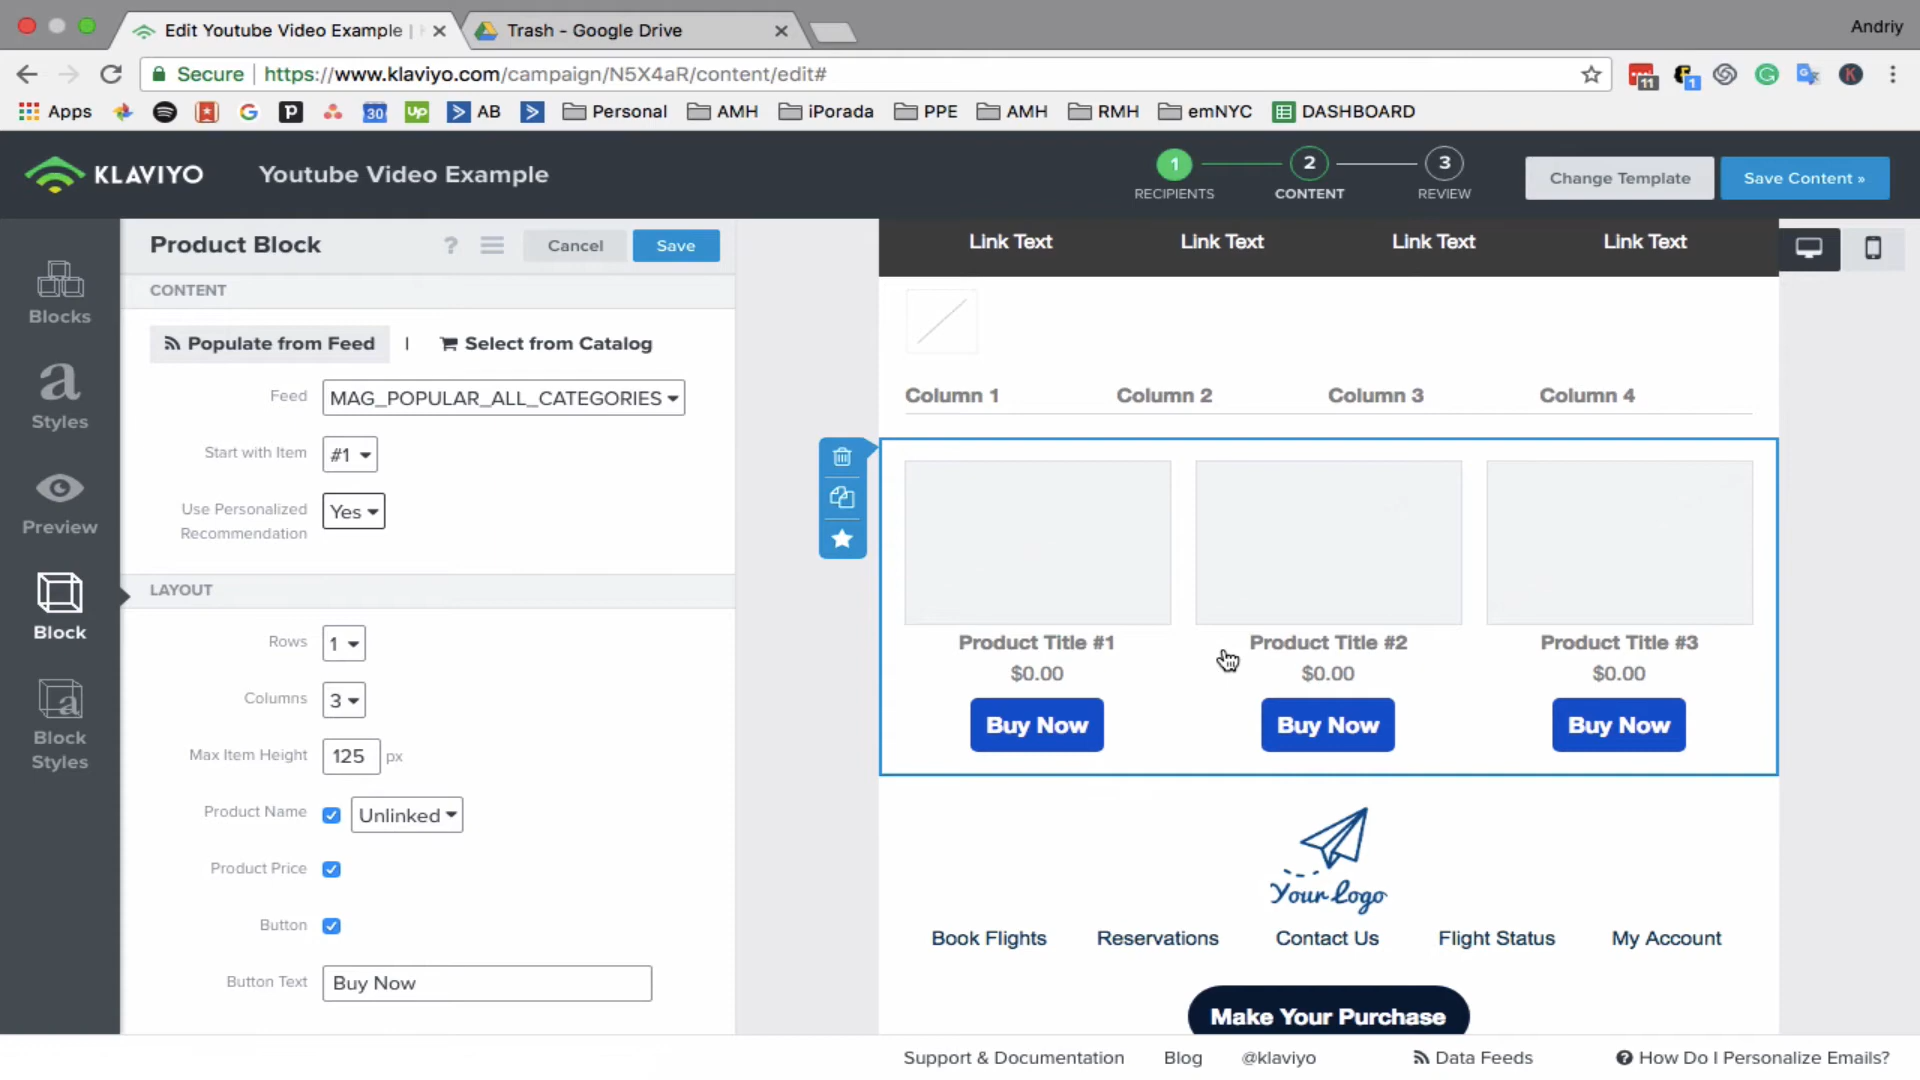 Edit Youtube Video Example |
Trash - Google Drive
Andriy
Secure | https://www.klaviyo.com/campaign/N5X4aR/content/edit#
11
1
K
Apps
30
up
AB
Personal
AMH
iPorada
PPE
AMH
RMH
emNYC
DASHBOARD
KLAVIYO
Youtube Video Example
1
2
3
RECIPIENTS
CONTENT
REVIEW
Change Template
Save Content »
Blocks
Styles
Preview
Block
Block
Styles
Product Block
?
Cancel
Save
CONTENT
Populate from Feed
|
Select from Catalog
Feed
MAG_POPULAR_ALL_CATEGORIES
Start with Item
#1
Use Personalized
Recommendation
Yes
LAYOUT
Rows
1
Columns
3
Max Item Height
125
px
Product Name
Unlinked
Product Price
Button
Button Text
Buy Now
Link Text
Link Text
Link Text
Link Text
Column 1
Column 2
Column 3
Column 4
Product Title #1
Product Title #2
Product Title #3
$0.00
$0.00
$0.00
Buy Now
Buy Now
Buy Now
Your Logo
Book Flights
Reservations
Contact Us
Flight Status
My Account
Make Your Purchase
Support & Documentation
Blog
@klaviyo
Data Feeds
How Do I Personalize Emails?